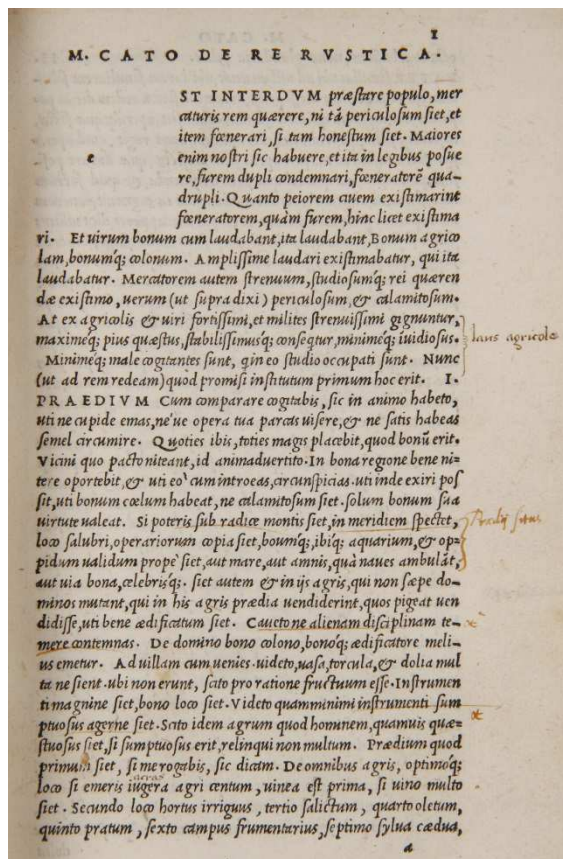 1
M. CATO DE RE RVSTICA.
ST INTERDVM præstare populo, mer
caturis rem quærere, ni tã periculosum siet, et
item fœnerari, si tam honestum siet. Maiores
enim nostri sic habuere, et ita in legibus posue
re, furem dupli condemnari, fœneratorẽ qua-
drupli. Quanto peiorem ciuem existimarint
fœneratorem, quàm furem, hinc licet existima
e
ri. Et uirum bonum cum laudabant, ita laudabant, Bonum agrico
lam, bonumq; colonum. Amplissime laudari existimabatur, qui ita
laudabatur. Mercatorem autem strenuum, studiosumq; rei quæren
dæ existimo, uerum (ut supra dixi) periculosum, & calamitosum.
At ex agricolis & uiri fortissimi, et milites strenuissimi gignuntur,
maximeq; pius quæstus, stabilissimusq; conseqtur, minimeq; iuidiosus.
laus agricolæ
Minimeq; male cogitantes sunt, q in eo studio occupati sunt. Nunc
(ut ad rem redeam) quod promisi institutum primum hoc erit. I.
PRAEDIVM Cum comparare cogitabis, sic in animo habeto,
uti ne cupide emas, ne'ue opera tua parcas uisere, & ne satis habeas
semel circumire. Quoties ibis, toties magis placebit, quod bonũ erit.
Vicini quo pacto niteant, id animaduertito. In bona regione bene ni-
tere oportebit, & uti eo' cum introeas, circunspicias. uti inde exiri pos
sit, uti bonum cœlum habeat, ne calamitosum siet. solum bonum sua
uirtute ualeat. Si poteris, sub radice montis siet, in meridiem spectet,
Prædij situs
loco salubri, operariorum copia siet, boumq;, ibiq; aquarium, & op-
pidum ualidum propè siet, aut mare, aut amnis, quà naues ambulãt,
aut uia bona, celebrisq;. siet autem & in ijs agris, qui non sæpe do-
minos mutant, qui in his agris prædia uendiderint, quos pigeat uen
didisse, uti bene ædificatum siet. Caueto ne alienam disciplinam te-
mere contemnas. De domino bono colono, bonoq; ædificatore meli-
us emetur. Ad uillam cum uenies. uideto, uasa, torcula, & dolia mul
ta ne sient. ubi non erunt, scito pro ratione fructuum esse. Instrumen
ti magni ne siet, bono loco siet. Videto quam minimi instrumenti sum
ptuosus ager ne siet. Scito idem agrum quod hominem, quamuis quæ-
stuosus siet, si sumptuosus erit, relinqui non multum. Prædium quod
primum siet, si me rogabis, sic dicam. De omnibus agris, optimoq;
loco si emeris iugera agri centum, uinea est prima, si uino multo
siet. Secundo loco hortus irriguus, tertio salictum, quarto oletum,
quinto pratum, sexto campus frumentarius, septimo sylua cædua,
a